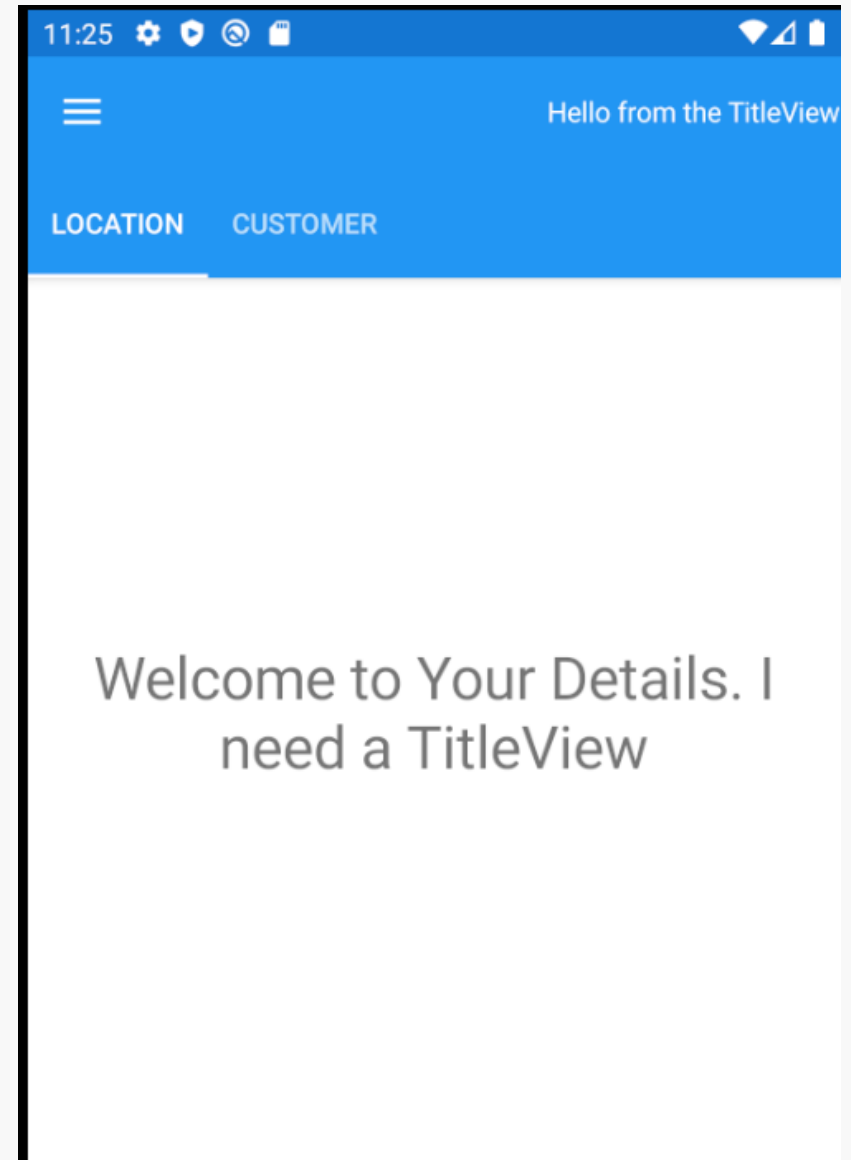 11:25
Hello from the TitleView
LOCATION CUSTOMER
Welcome to Your Details. I
need a TitleView